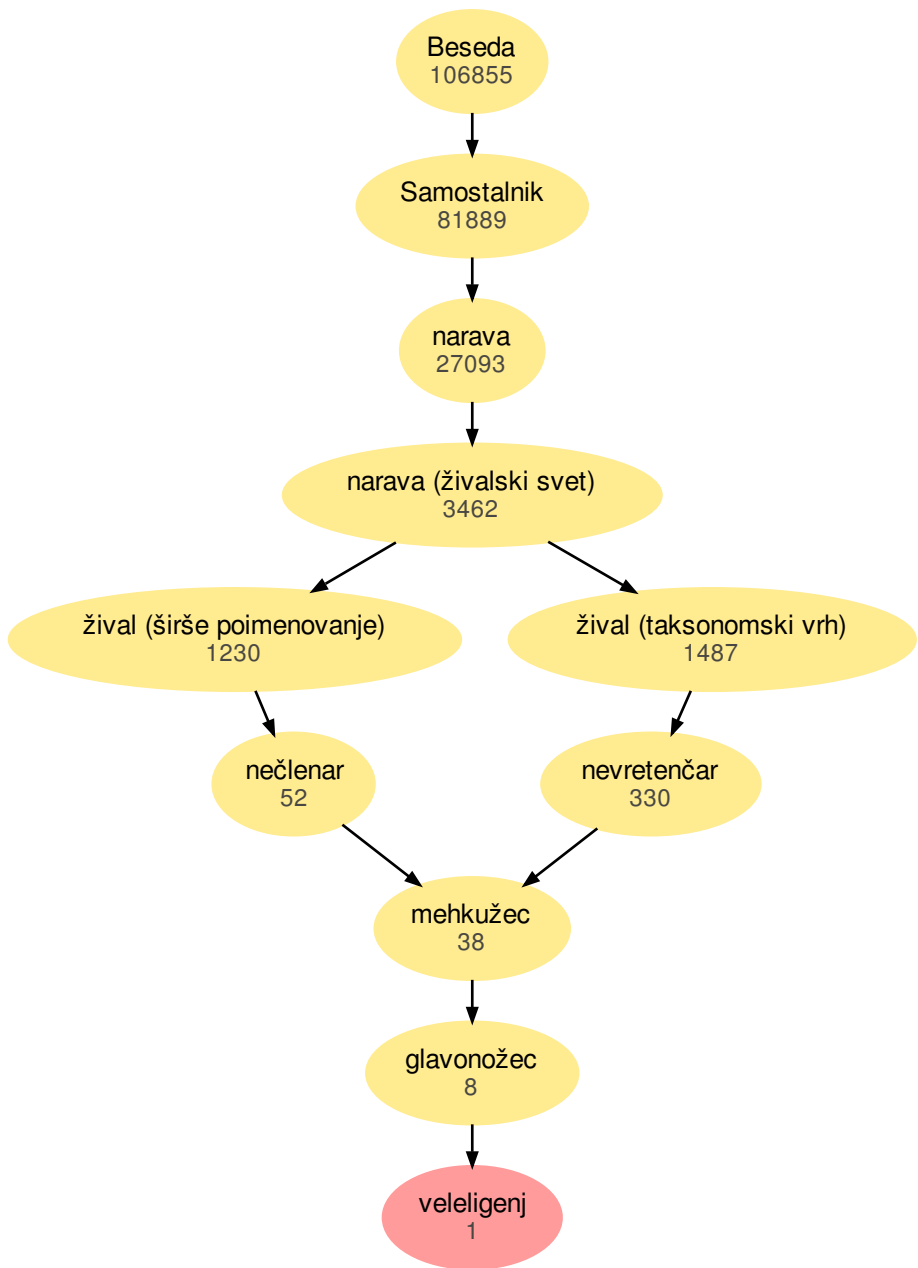 Beseda
106855
Samostalnik
81889
narava
27093
narava (živalski svet)
3462
žival (širše poimenovanje)
1230
žival (taksonomski vrh)
1487
nečlenar
52
nevretenčar
330
mehkužec
38
glavonožec
8
veleligenj
1